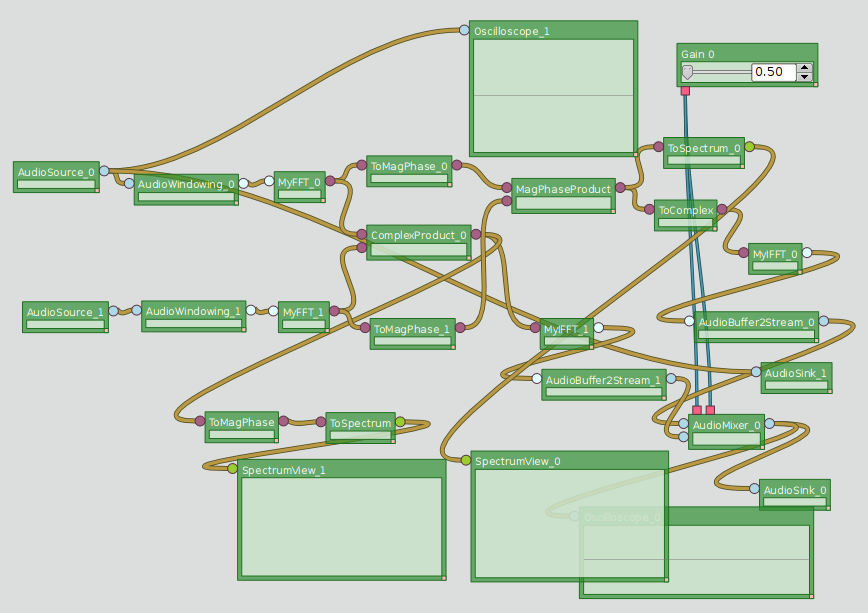 Oscilloscope_1
Gain 0
0.50
AudioSource_0
AudioWindowing_0
MyFFT_0
ToMagPhase_0
MagPhaseProduct
ToSpectrum_0
ToComplex
ComplexProduct_0
MyIFFT_0
AudioSource_1
AudioWindowing_1
MyFFT_1
ToMagPhase_1
MyIFFT_1
AudioBuffer2Stream_0
AudioSink_1
AudioBuffer2Stream_1
ToMagPhase
ToSpectrum
AudioMixer_0
SpectrumView_1
SpectrumView_0
AudioSink_0
Oscilloscope_0